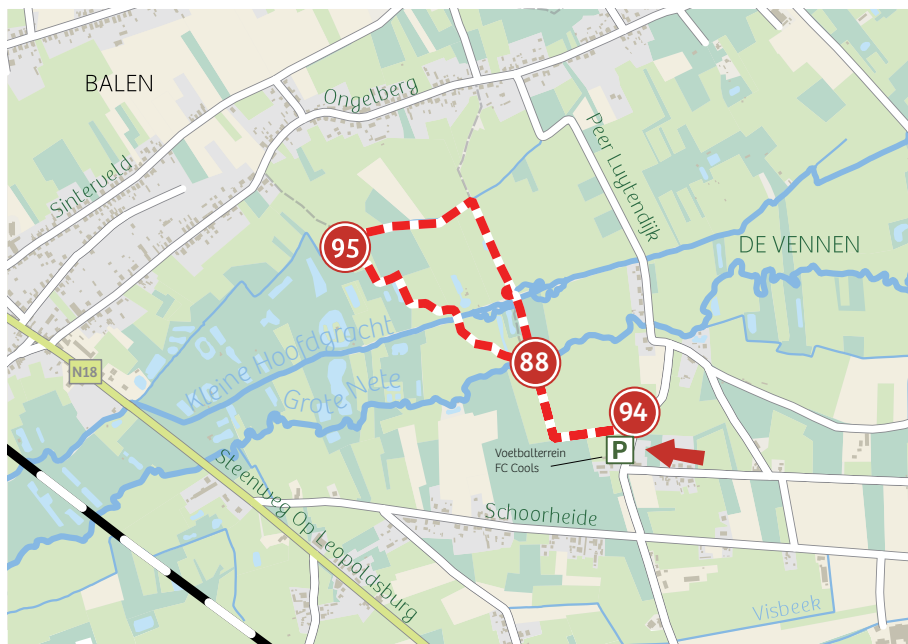 BALEN
Ongelberg
Sinterveld
Peer Luytendijk
DE VENNEN
95
Kleine Hoofdgracht
Grote Nete
88
N18
94
P
Voetbalterrein
FC Cools
Steenweg Op Leopoldsburg
Schoorheide
Visbeek